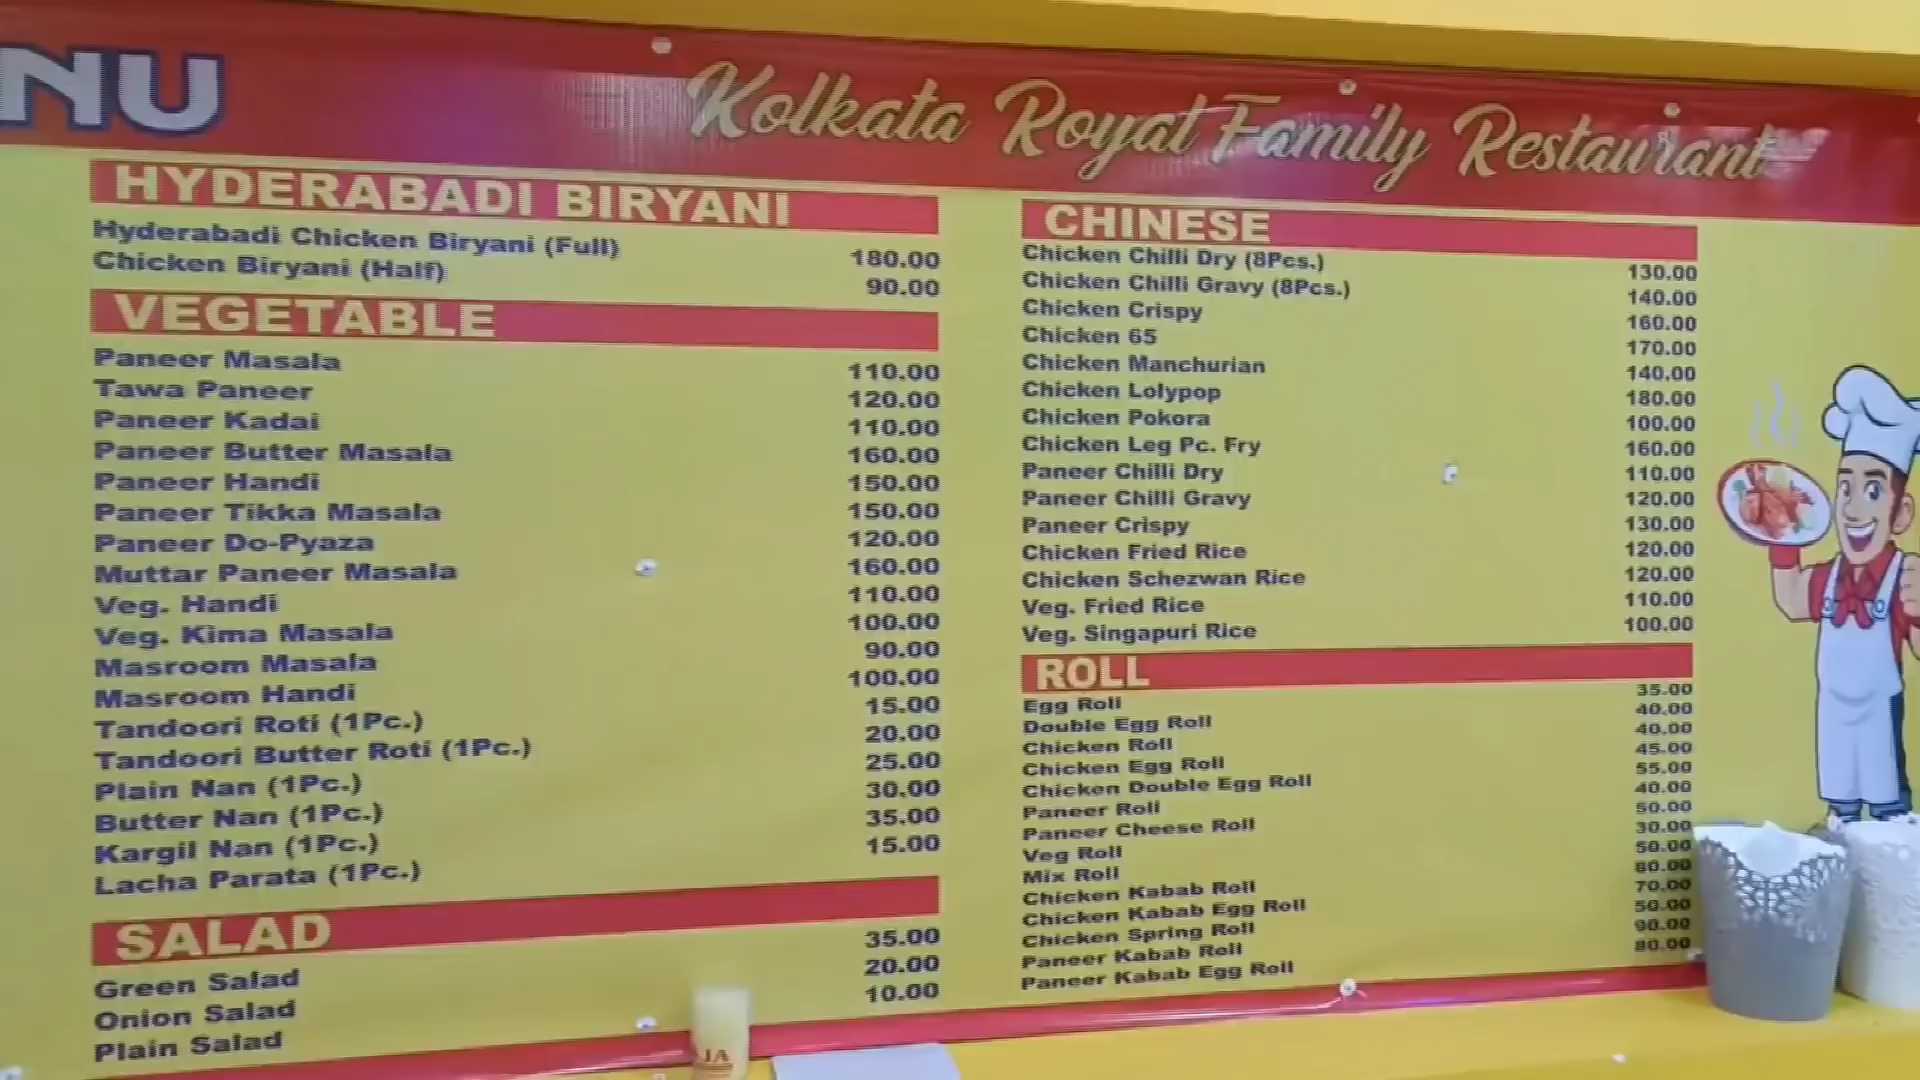 NU
Kolkata Royal Family Restaurant
HYDERABADI BIRYANI
Hyderabadi Chicken Biryani (Full) 180.00
Chicken Biryani (Half) 90.00
VEGETABLE
Paneer Masala 110.00
Tawa Paneer 120.00
Paneer Kadai 110.00
Paneer Butter Masala 160.00
Paneer Handi 150.00
Paneer Tikka Masala 150.00
Paneer Do-Pyaza 120.00
Muttar Paneer Masala 160.00
Veg. Handi 110.00
Veg. Kima Masala 100.00
Masroom Masala 90.00
Masroom Handi 100.00
Tandoori Roti (1Pc.) 15.00
Tandoori Butter Roti (1Pc.) 20.00
Plain Nan (1Pc.) 25.00
Butter Nan (1Pc.) 30.00
Kargil Nan (1Pc.) 35.00
Lacha Parata (1Pc.) 15.00
SALAD
Green Salad 35.00
Onion Salad 20.00
Plain Salad 10.00
CHINESE
Chicken Chilli Dry (8Pcs.) 130.00
Chicken Chilli Gravy (8Pcs.) 140.00
Chicken Crispy 160.00
Chicken 65 170.00
Chicken Manchurian 140.00
Chicken Lolypop 180.00
Chicken Pokora 100.00
Chicken Leg Pc. Fry 160.00
Paneer Chilli Dry 110.00
Paneer Chilli Gravy 120.00
Paneer Crispy 130.00
Chicken Fried Rice 120.00
Chicken Schezwan Rice 120.00
Veg. Fried Rice 110.00
Veg. Singapuri Rice 100.00
ROLL
Egg Roll 35.00
Double Egg Roll 40.00
Chicken Roll 40.00
Chicken Egg Roll 45.00
Chicken Double Egg Roll 55.00
Paneer Roll 40.00
Paneer Cheese Roll 50.00
Veg Roll 30.00
Mix Roll 50.00
Chicken Kabab Roll 80.00
Chicken Kabab Egg Roll 70.00
Chicken Spring Roll 50.00
Paneer Kabab Roll 90.00
Paneer Kabab Egg Roll 80.00
JA